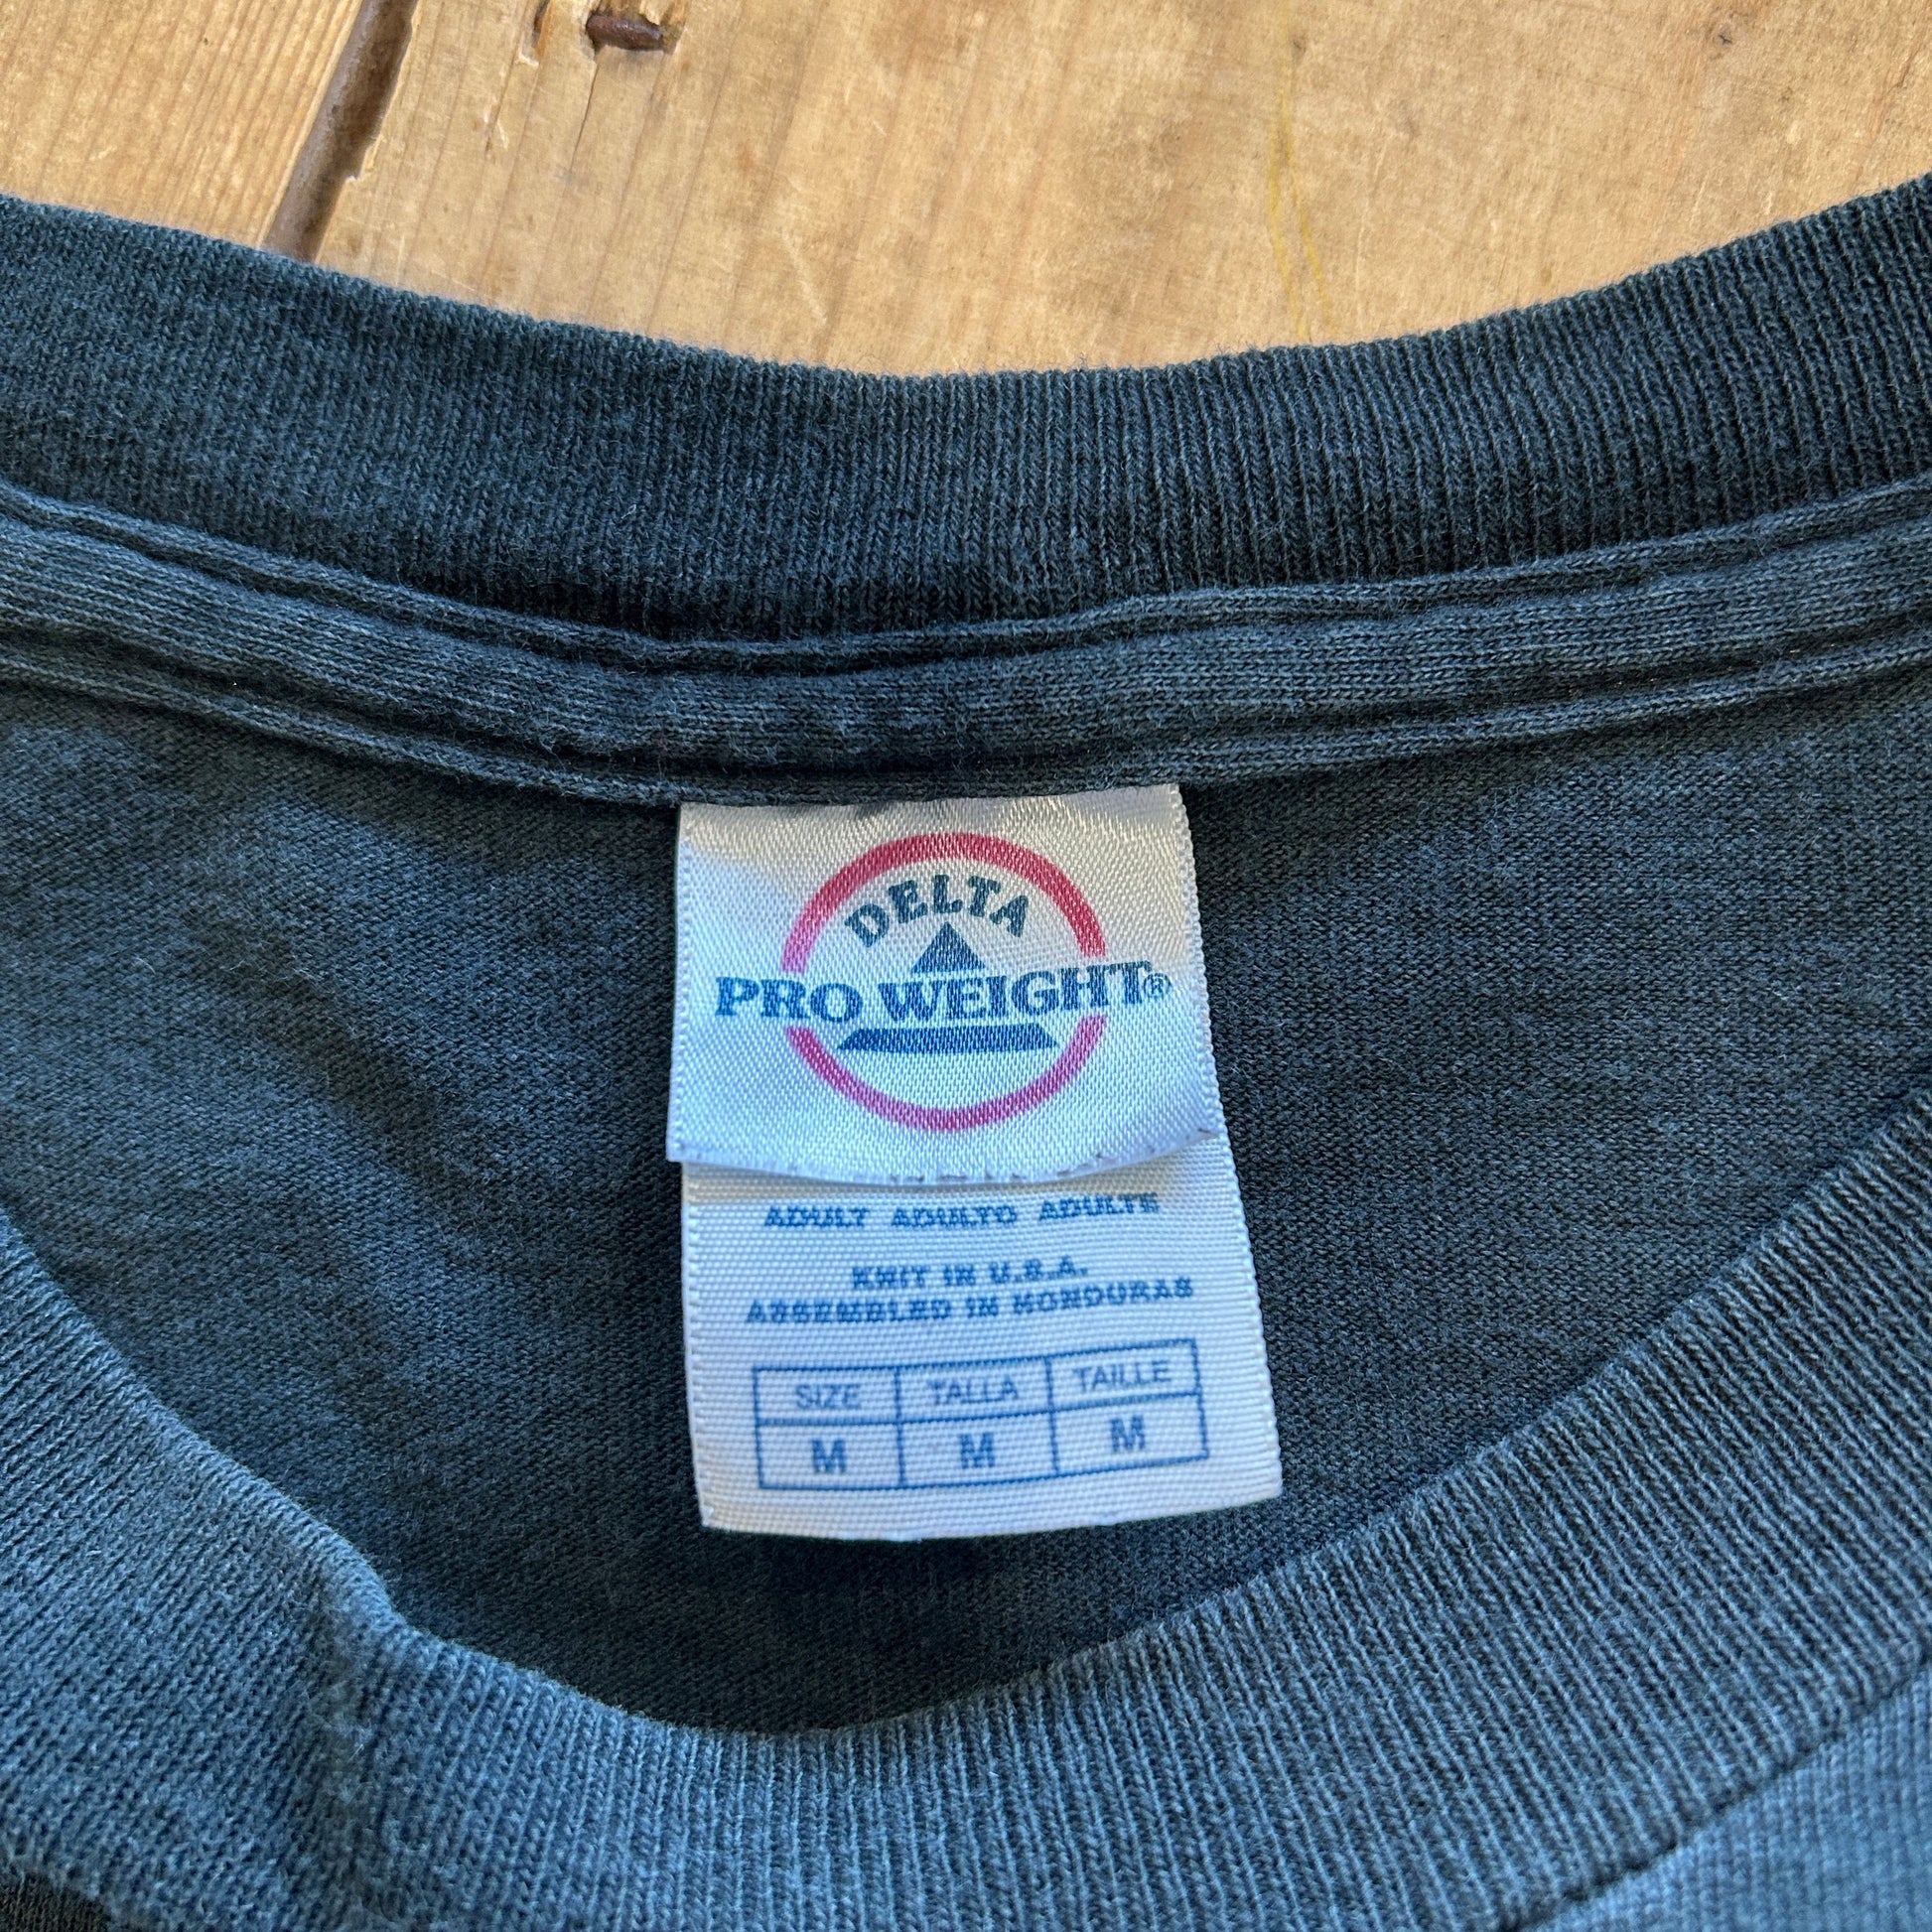 DELTA
PRO WEIGHT®
ADULT ADULTO ADULTE
KNIT IN U.S.A.
ASSEMBLED IN HONDURAS
SIZE TALLA TAILLE
M M M